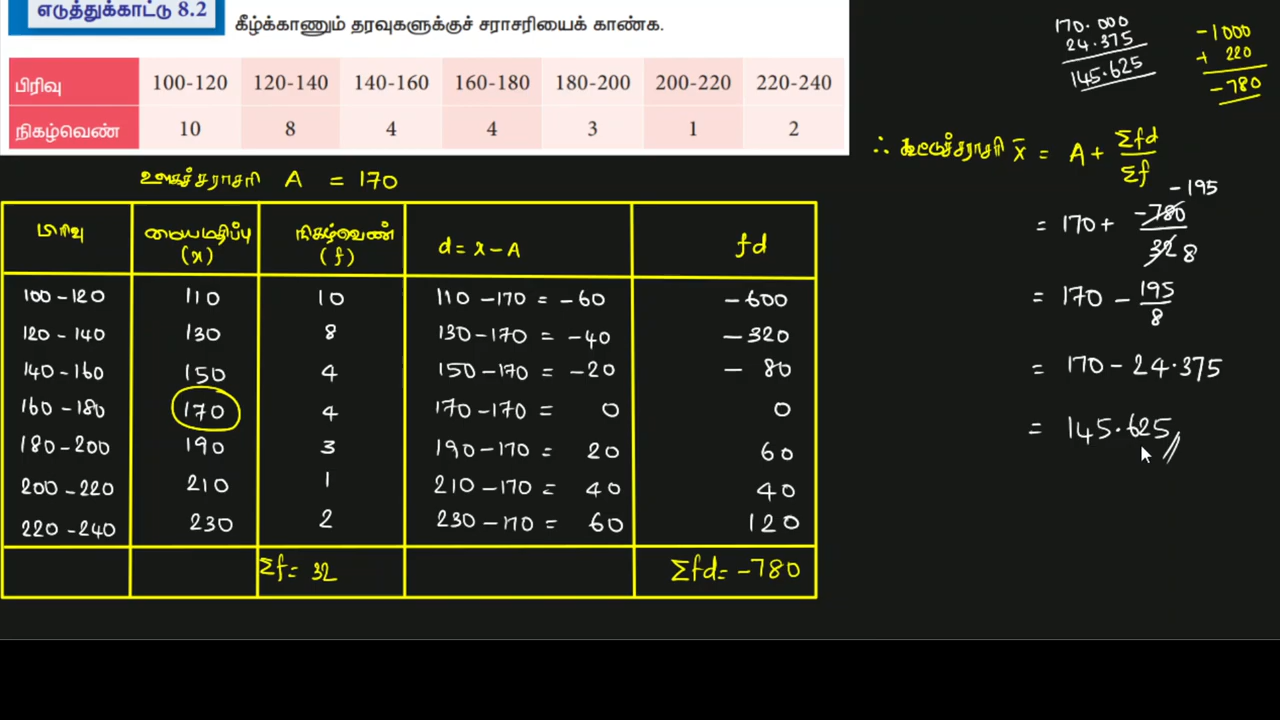 எடுத்துக்காட்டு 8.2 கீழ்க்காணும் தரவுகளுக்குச் சராசரியைக் காண்க.
பிரிவு 100-120 120-140 140-160 160-180 180-200 200-220 220-240
நிகழ்வெண் 10 8 4 4 3 1 2
ஊகச்சராசரி A = 170
பிரிவு மையமதிப்பு (x) நிகழ்வெண் (f) d = x – A fd
100 – 120 110 10 110 – 170 = – 60 – 600
120 – 140 130 8 130 – 170 = – 40 – 320
140 – 160 150 4 150 – 170 = – 20 – 80
160 – 180 170 4 170 – 170 = 0 0
180 – 200 190 3 190 – 170 = 20 60
200 – 220 210 1 210 – 170 = 40 40
220 – 240 230 2 230 – 170 = 60 120
Σf = 32 Σfd = – 780
170.000
24.375
145.625
– 1000
+ 220
– 780
∴ கூட்டுச்சராசரி x̄ = A + Σfd / Σf
– 195
= 170 + – 780 / 32 8
= 170 – 195 / 8
= 170 – 24.375
= 145.625 //